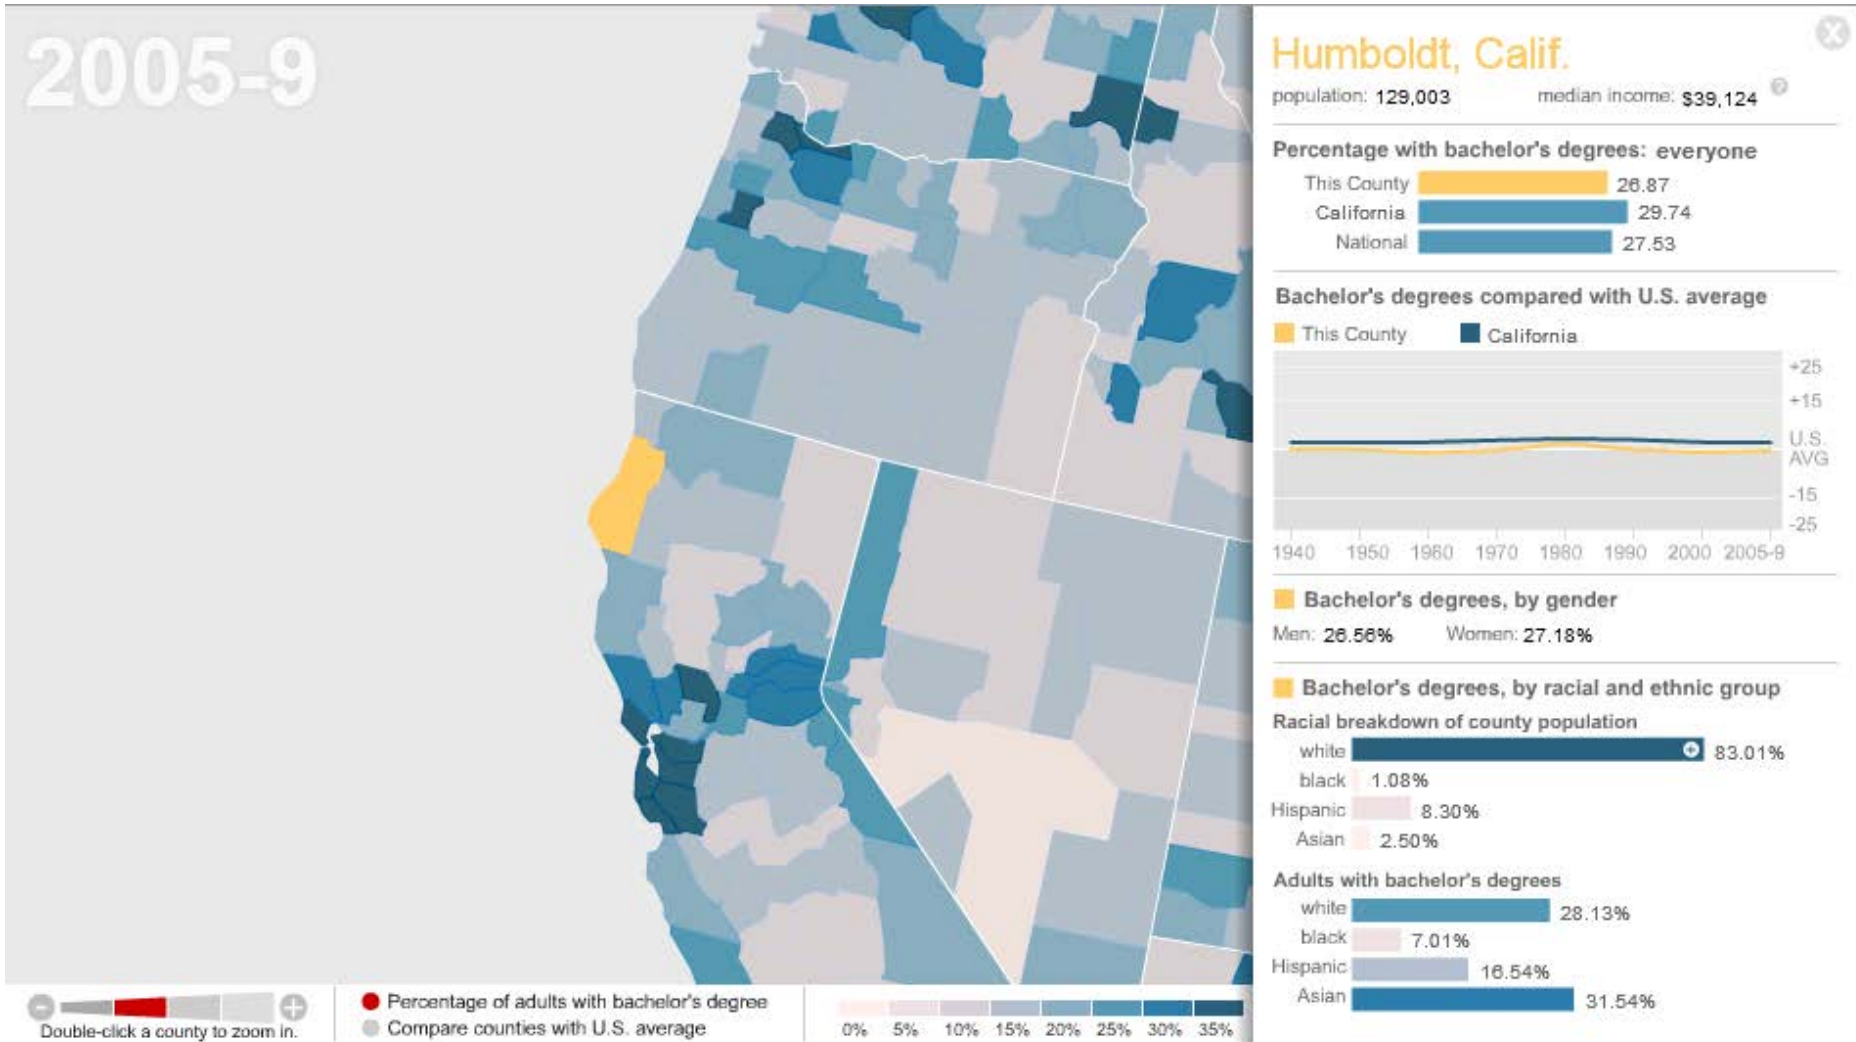 2005-9
Humboldt, Calif.
population: 129,003 median income: $39,124 ?
Percentage with bachelor's degrees: everyone
This County 26.87
California 29.74
National 27.53
Bachelor's degrees compared with U.S. average
This County California
+25
+15
U.S.
AVG
-15
-25
1940 1950 1960 1970 1980 1990 2000 2005-9
Bachelor's degrees, by gender
Men: 26.56% Women: 27.18%
Bachelor's degrees, by racial and ethnic group
Racial breakdown of county population
white 83.01%
black 1.08%
Hispanic 8.30%
Asian 2.50%
Adults with bachelor's degrees
white 28.13%
black 7.01%
Hispanic 16.54%
Asian 31.54%
Double-click a county to zoom in.
Percentage of adults with bachelor's degree
Compare counties with U.S. average
0% 5% 10% 15% 20% 25% 30% 35%